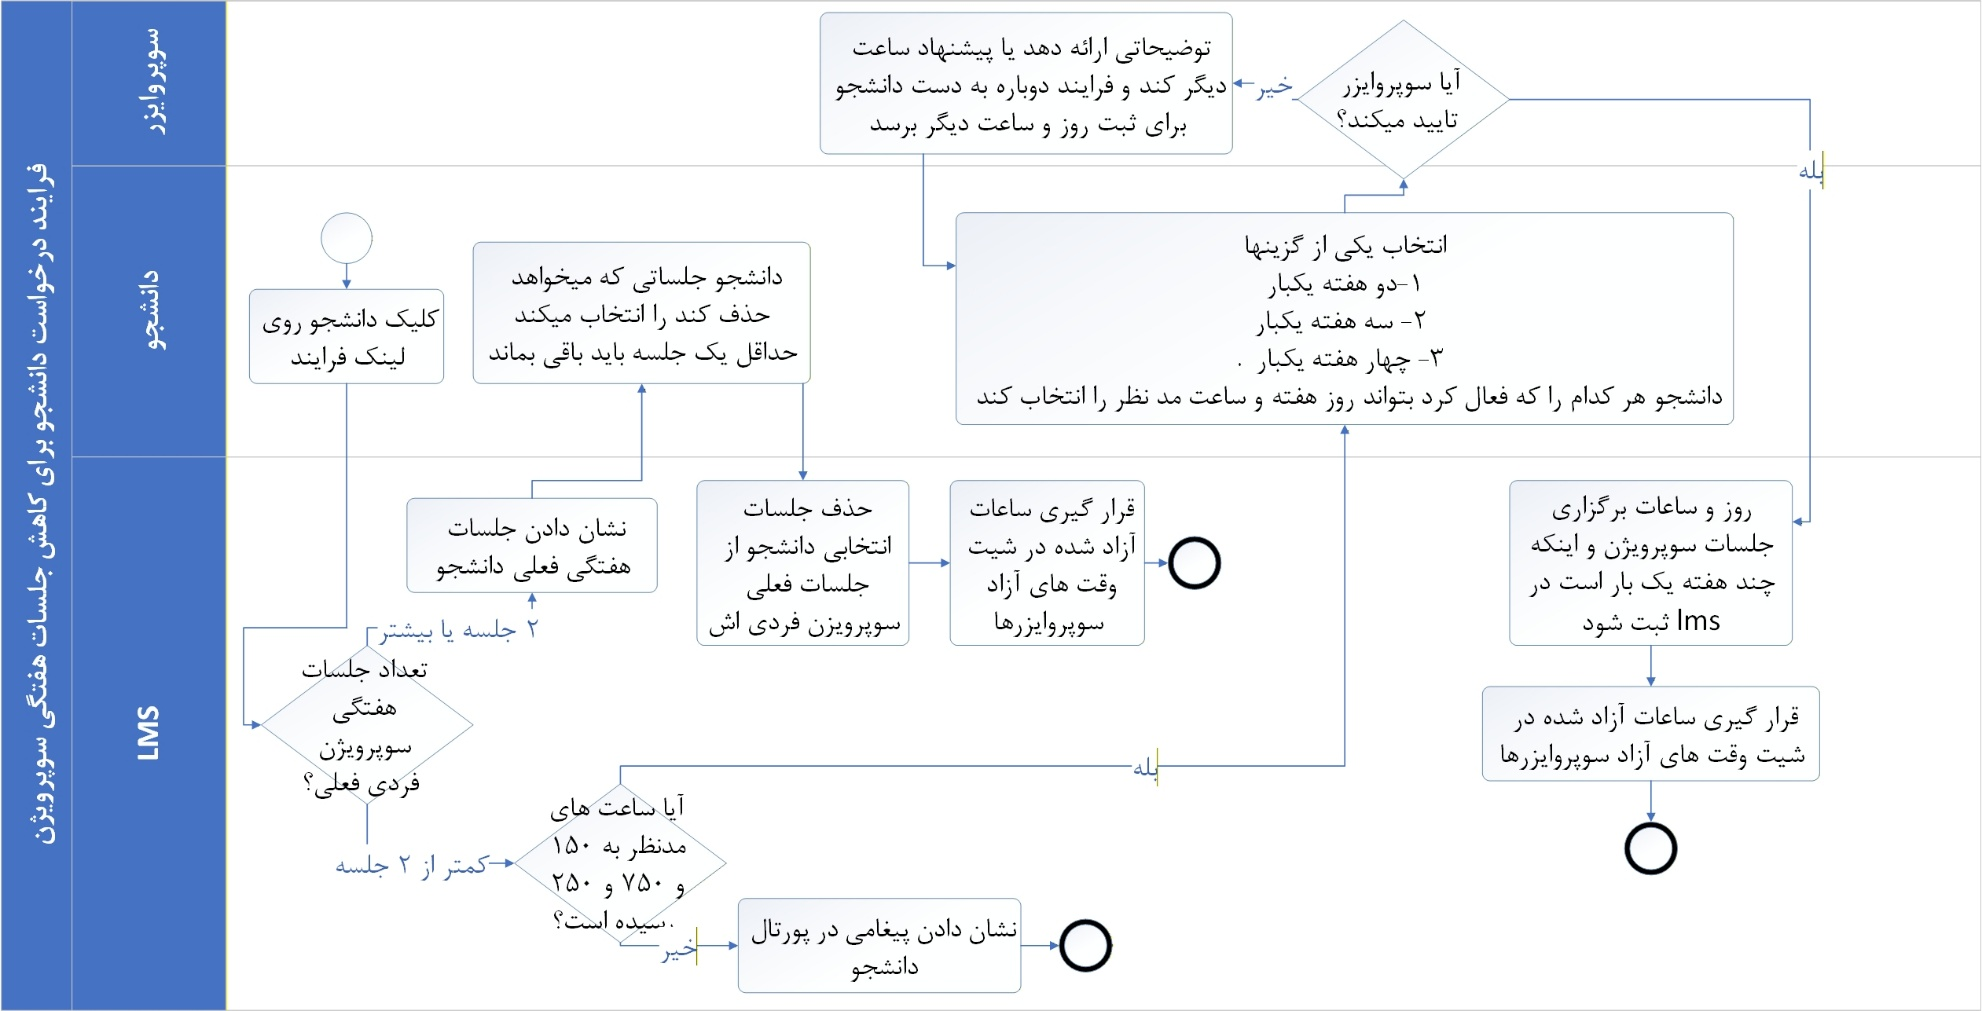 فرایند درخواست دانشجو برای کاهش جلسات هفتگی سوپرویژن
سوپروایزر
توضیحاتی ارائه دهد یا پیشنهاد ساعت
دیگر کند و فرایند دوباره به دست دانشجو
برای ثبت روز و ساعت دیگر برسد
خیر
آیا سوپروایزر
تایید میکند؟
بله
دانشجو
کلیک دانشجو روی
لینک فرایند
دانشجو جلساتی که میخواهد
حذف کند را انتخاب میکند
حداقل یک جلسه باید باقی بماند
انتخاب یکی از گزینها
۱-دو هفته یکبار
۲- سه هفته یکبار
۳- چهار هفته یکبار .
دانشجو هر کدام را که فعال کرد بتواند روز هفته و ساعت مد نظر را انتخاب کند
LMS
نشان دادن جلسات
هفتگی فعلی دانشجو
۲ جلسه یا بیشتر
تعداد جلسات
هفتگی
سوپرویژن
فردی فعلی؟
کمتر از ۲ جلسه
حذف جلسات
انتخابی دانشجو از
جلسات فعلی
سوپرویزن فردی اش
قرار گیری ساعات
آزاد شده در شیت
وقت های آزاد
سوپروایزرها
روز و ساعات برگزاری
جلسات سوپرویژن و اینکه
چند هفته یک بار است در
lms ثبت شود
قرار گیری ساعات آزاد شده در
شیت وقت های آزاد سوپروایزرها
بله
آیا ساعت های
مدنظر به ۱۵۰
و ۷۵۰ و ۲۵۰
رسیده است؟
خیر
نشان دادن پیغامی در پورتال
دانشجو